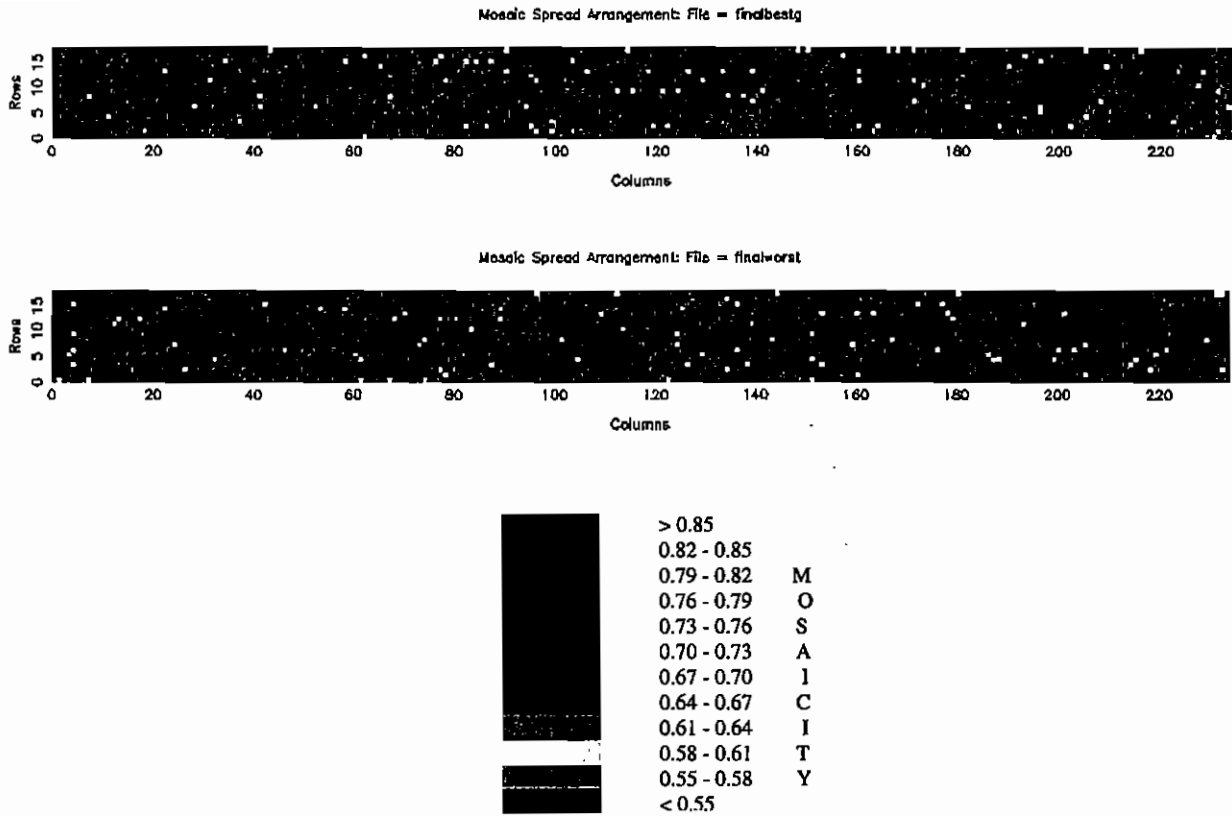 Mosaic Spread Arrangement: File = finalbestg
Rows
15
10
5
0
0 20 40 60 80 100 120 140 160 180 200 220
Columns
Mosaic Spread Arrangement: File = finalworst
Rows
15
10
5
0
0 20 40 60 80 100 120 140 160 180 200 220
Columns
> 0.85
0.82 - 0.85
0.79 - 0.82 M
0.76 - 0.79 O
0.73 - 0.76 S
0.70 - 0.73 A
0.67 - 0.70 I
0.64 - 0.67 C
0.61 - 0.64 I
0.58 - 0.61 T
0.55 - 0.58 Y
< 0.55